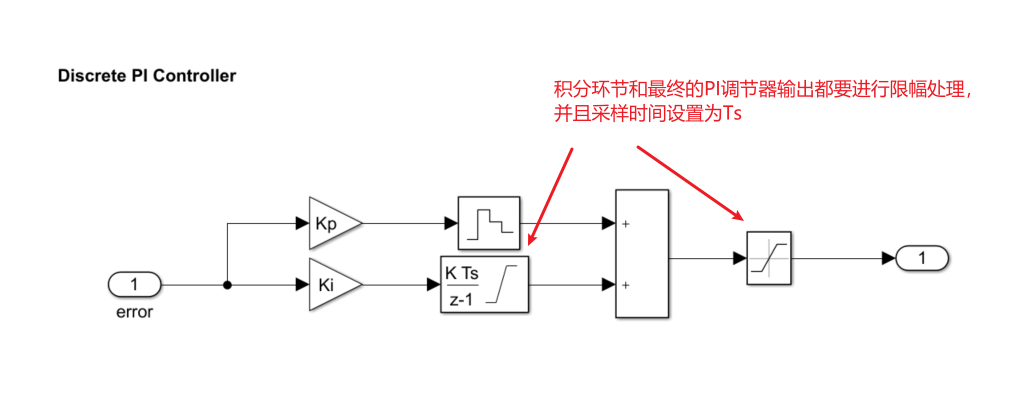 Discrete PI Controller
积分环节和最终的PI调节器输出都要进行限幅处理，
并且采样时间设置为Ts
Kp
+
K S
z-1
Ki
+
1
error
1